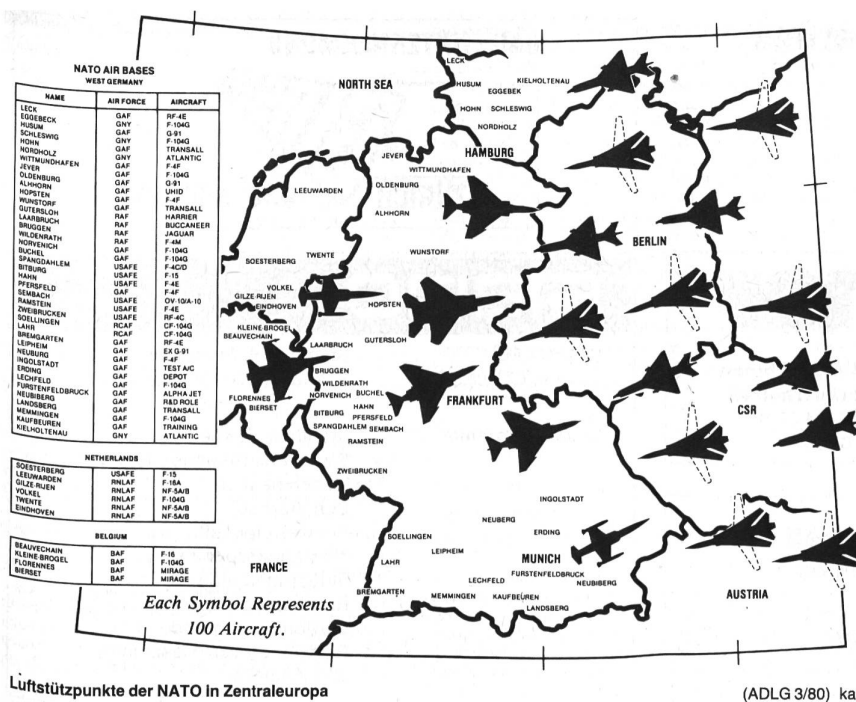 NATO AIR BASES
WEST GERMANY
NAME AIR FORCE AIRCRAFT
LECK GAF RF-4E
EGGEBECK GNY F-104G
HUSUM GAF G-91
SCHLESWIG GNY F-104G
HOHN GAF TRANSALL
NORDHOLZ GNY ATLANTIC
WITTMUNDHAFEN GAF F-4F
JEVER GAF F-104G
OLDENBURG GAF G-91
ALHHORN GAF UHID
HOPSTEN GAF F-4F
WUNSTORF GAF TRANSALL
GUTERSLOH RAF HARRIER
LAARBRUCH RAF BUCCANEER
BRUGGEN RAF JAGUAR
WILDENRATH RAF F-4M
NORVENICH GAF F-104G
BUCHEL GAF F-104G
SPANGDAHLEM USAFE F-4C/D
BITBURG USAFE F-15
HAHN USAFE F-4E
PFERSFELD GAF F-4F
SEMBACH USAFE OV-10/A-10
RAMSTEIN USAFE F-4E
ZWEIBRUCKEN USAFE RF-4C
SOELLINGEN RCAF CF-104G
LAHR RCAF CF-104G
BREMGARTEN GAF RF-4E
LEIPHEIM GAF EX G-91
NEUBURG GAF F-4F
INGOLSTADT GAF TEST A/C
ERDING GAF DEPOT
LECHFELD GAF F-104G
FURSTENFELDBRUCK GAF ALPHA JET
NEUBIBERG GAF R&D ROLE
LANDSBERG GAF TRANSALL
MEMMINGEN GAF F-104G
KAUFBEUREN GAF TRAINING
KIELHOLTENAU GNY ATLANTIC
NETHERLANDS
SOESTERBERG USAFE F-15
LEEUWARDEN RNLAF F-16A
GILZE-RIJEN RNLAF NF-5A/B
VOLKEL RNLAF F-104G
TWENTE RNLAF NF-5A/B
EINDHOVEN RNLAF NF-5A/B
BELGIUM
BEAUVECHAIN BAF F-16
KLEINE-BROGEL BAF F-104G
FLORENNES BAF MIRAGE
BIERSET BAF MIRAGE
NORTH SEA
LECK
HUSUM
EGGEBEK
KIELHOLTENAU
HOHN
SCHLESWIG
NORDHOLZ
HAMBURG
JEVER
WITTMUNDHAFEN
OLDENBURG
ALHHORN
LEEUWARDEN
SOESTERBERG
TWENTE
WUNSTORF
BERLIN
VOLKEL
GILZE-RIJEN
EINDHOVEN
HOPSTEN
KLEINE-BROGEL
BEAUVECHAIN
LAARBRUCH
GUTERSLOH
BRUGGEN
WILDENRATH
NORVENICH
BUCHEL
FRANKFURT
FLORENNES
BIERSET
HAHN
BITBURG
PFERSFELD
SPANGDAHLEM
SEMBACH
RAMSTEIN
CSR
ZWEIBRUCKEN
INGOLSTADT
NEUBERG
ERDING
SOELLINGEN
LEIPHEIM
MUNICH
LAHR
FURSTENFELDBRUCK
LECHFELD
NEUBIBERG
BREMGARTEN
MEMMINGEN
KAUFBEUREN
LANDSBERG
FRANCE
AUSTRIA
Each Symbol Represents
100 Aircraft.
Luftstützpunkte der NATO in Zentraleuropa
(ADLG 3/80) ka